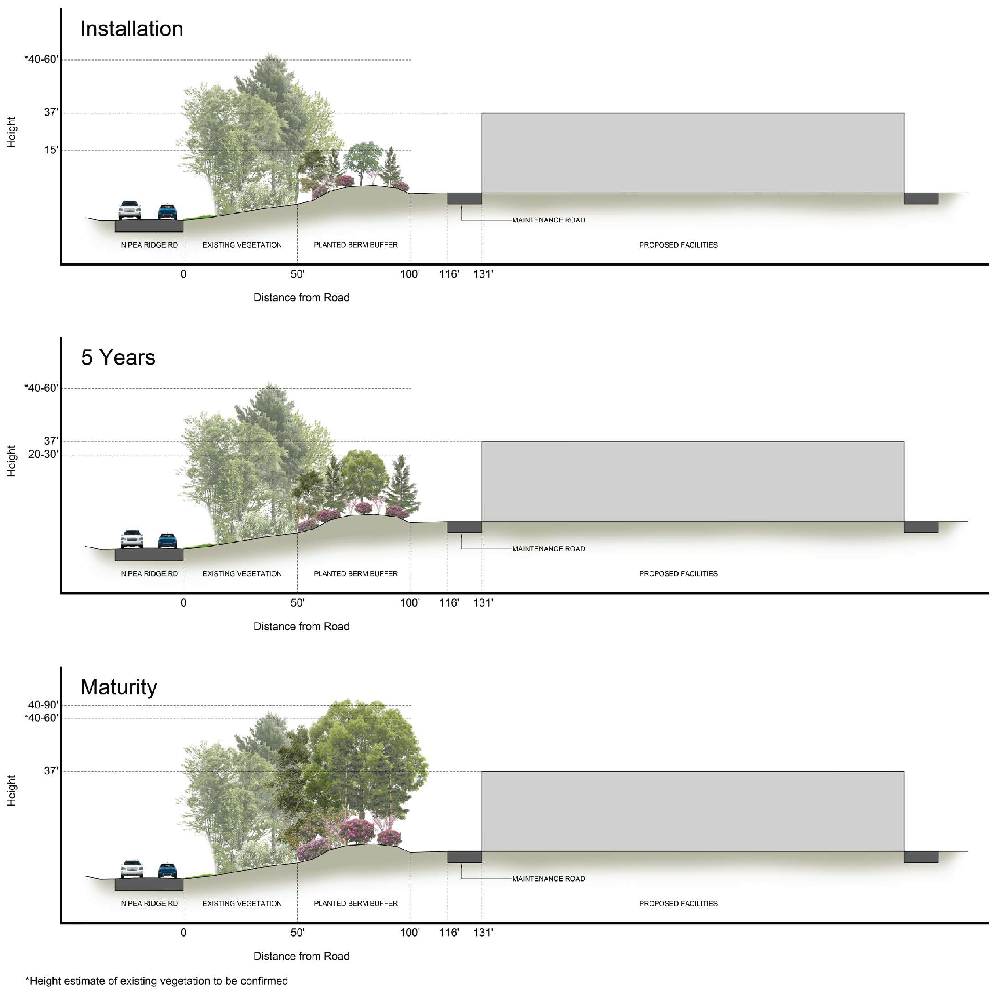 Installation
*40-60'
37'
15'
Height
MAINTENANCE ROAD
N PEA RIDGE RD
EXISTING VEGETATION
PLANTED BERM BUFFER
PROPOSED FACILITIES
0
50'
100'
116'
131'
Distance from Road
5 Years
*40-60'
37'
20-30'
Height
MAINTENANCE ROAD
N PEA RIDGE RD
EXISTING VEGETATION
PLANTED BERM BUFFER
PROPOSED FACILITIES
0
50'
100'
116'
131'
Distance from Road
Maturity
40-90'
*40-60'
37'
Height
MAINTENANCE ROAD
N PEA RIDGE RD
EXISTING VEGETATION
PLANTED BERM BUFFER
PROPOSED FACILITIES
0
50'
100'
116'
131'
Distance from Road
*Height estimate of existing vegetation to be confirmed